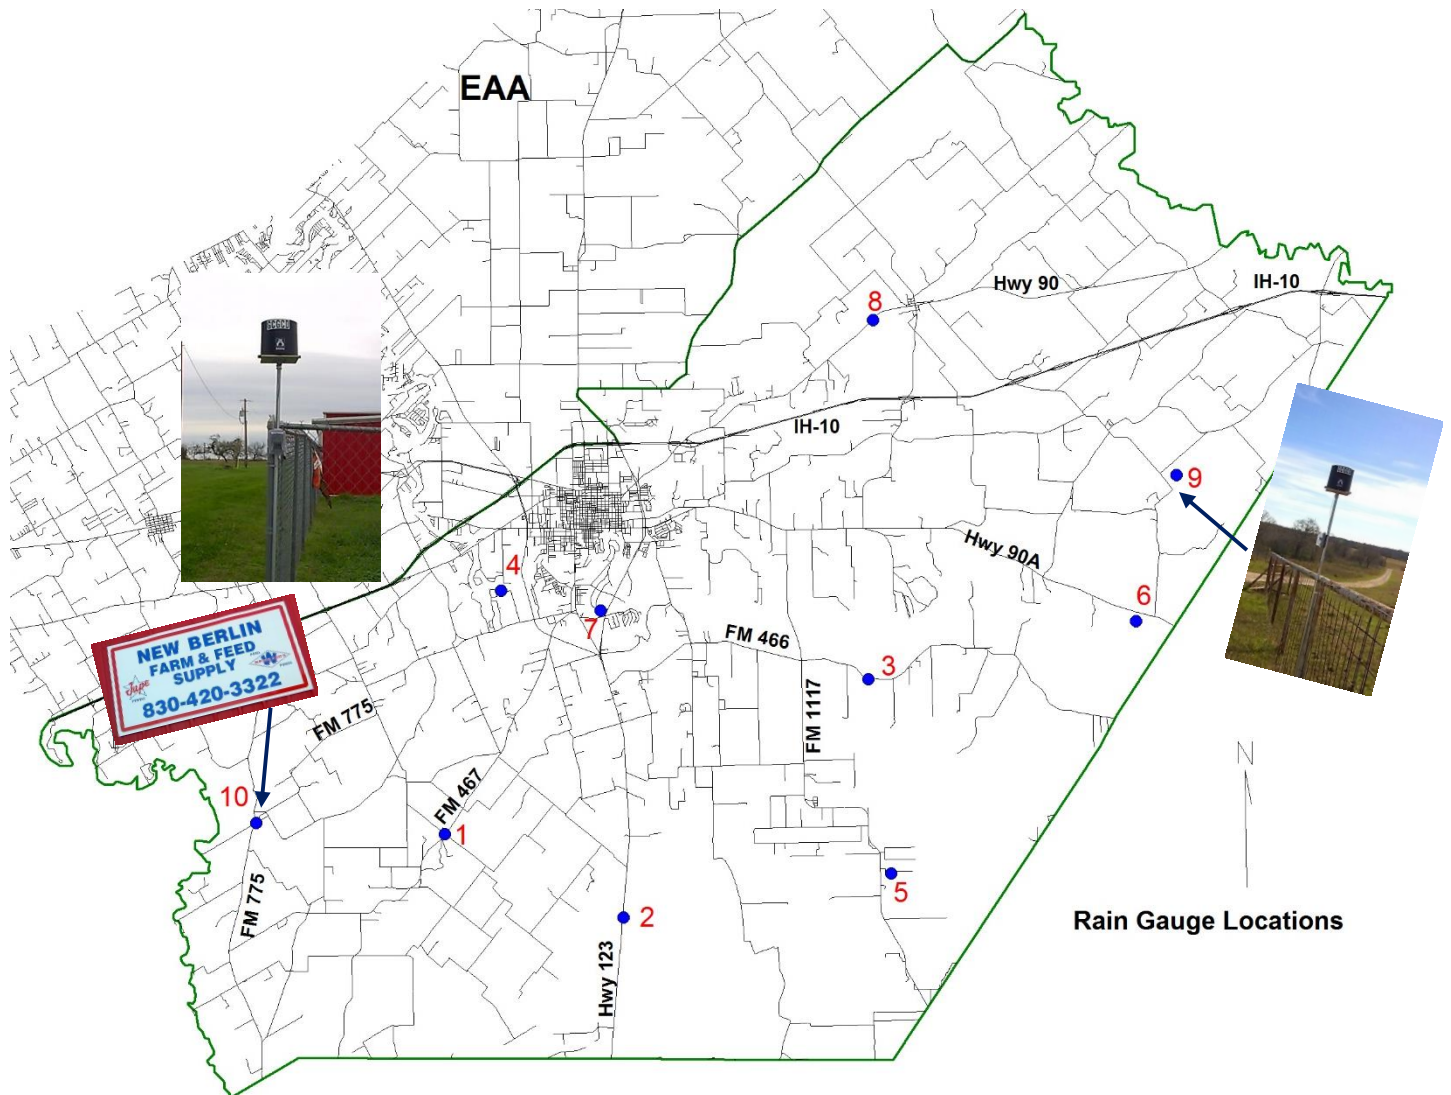 EAA
Hwy 90
IH-10
8
IH-10
GCGCD
9
Hwy 90A
4
6
7
FM 466
3
NEW BERLIN
FARM & FEED
SUPPLY
830-420-3322
FM 775
FM 1117
N
10
FM 467
1
5
FM 775
2
Rain Gauge Locations
Hwy 123